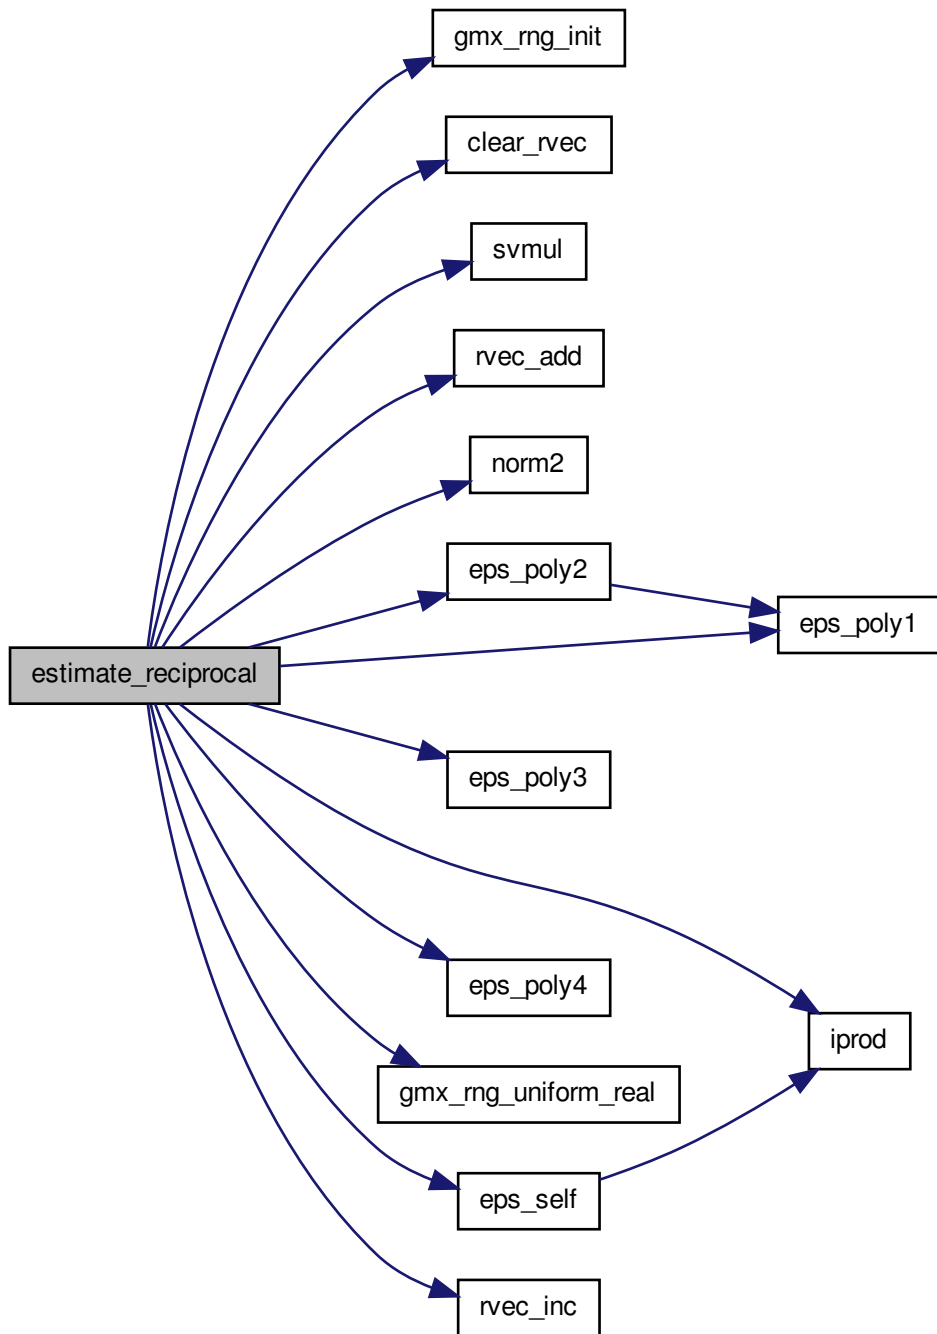 gmx_rng_init
clear_rvec
svmul
rvec_add
norm2
eps_poly2
eps_poly1
estimate_reciprocal
eps_poly3
eps_poly4
iprod
gmx_rng_uniform_real
eps_self
rvec_inc